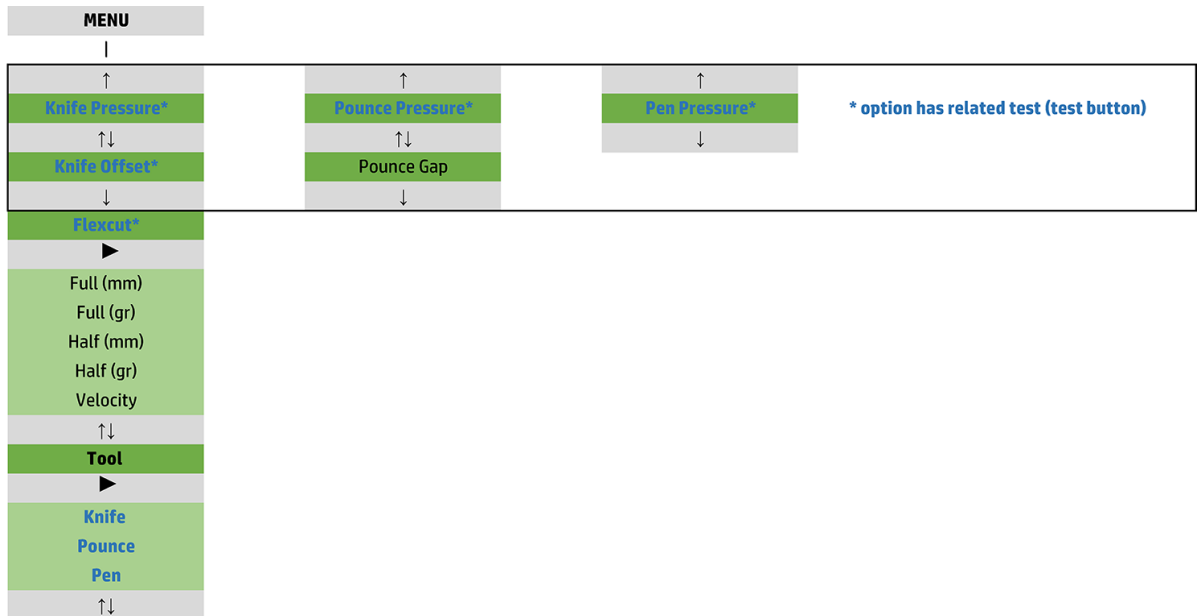 MENU
|
↑ ↑ ↑
Knife Pressure* Pounce Pressure* Pen Pressure* * option has related test (test button)
↑↓ ↑↓ ↓
Knife Offset* Pounce Gap
↓ ↓
Flexcut*
►
Full (mm)
Full (gr)
Half (mm)
Half (gr)
Velocity
↑↓
Tool
►
Knife
Pounce
Pen
↑↓